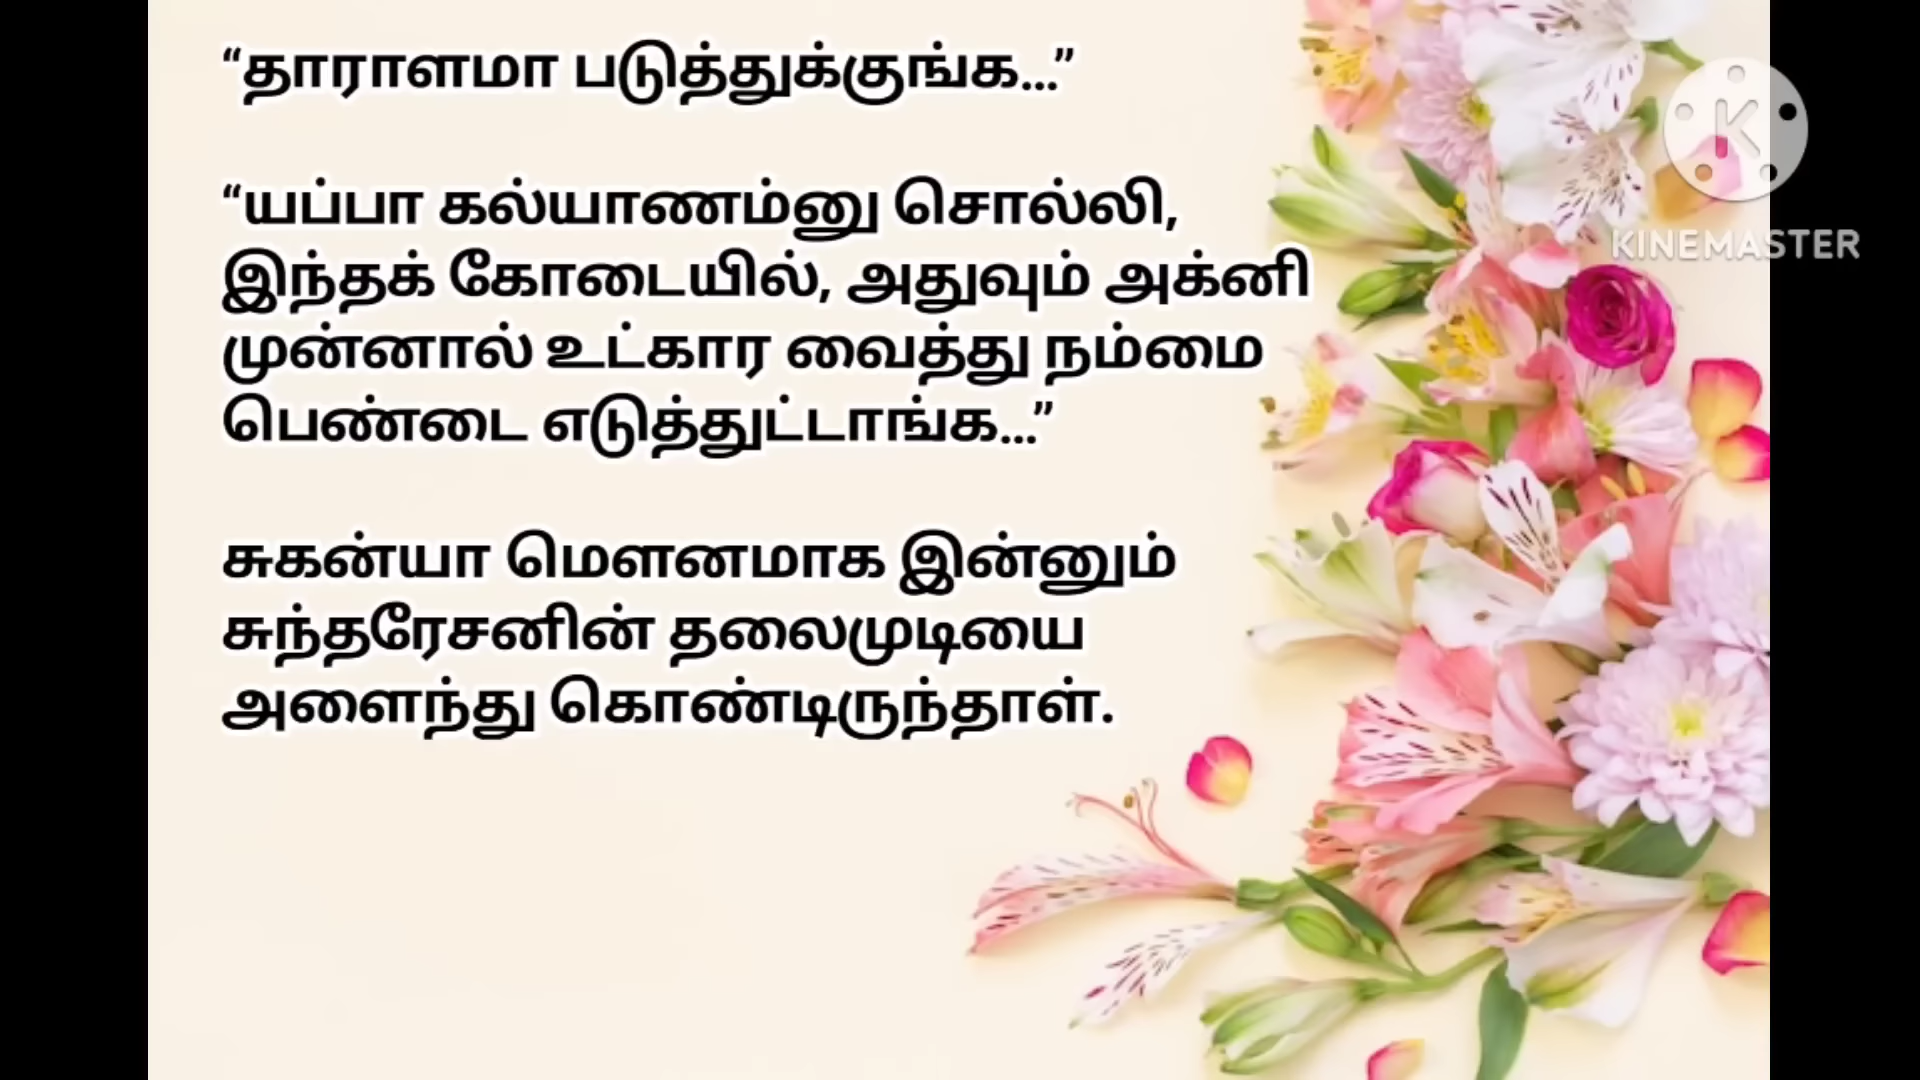 “தாராளமா படுத்துக்குங்க...”
“யப்பா கல்யாணம்னு சொல்லி,
இந்தக் கோடையில், அதுவும் அக்னி
முன்னால் உட்கார வைத்து நம்மை
பெண்டை எடுத்துட்டாங்க...”
சுகன்யா மௌனமாக இன்னும்
சுந்தரேசனின் தலைமுடியை
அளைந்து கொண்டிருந்தாள்.
K
KINEMASTER